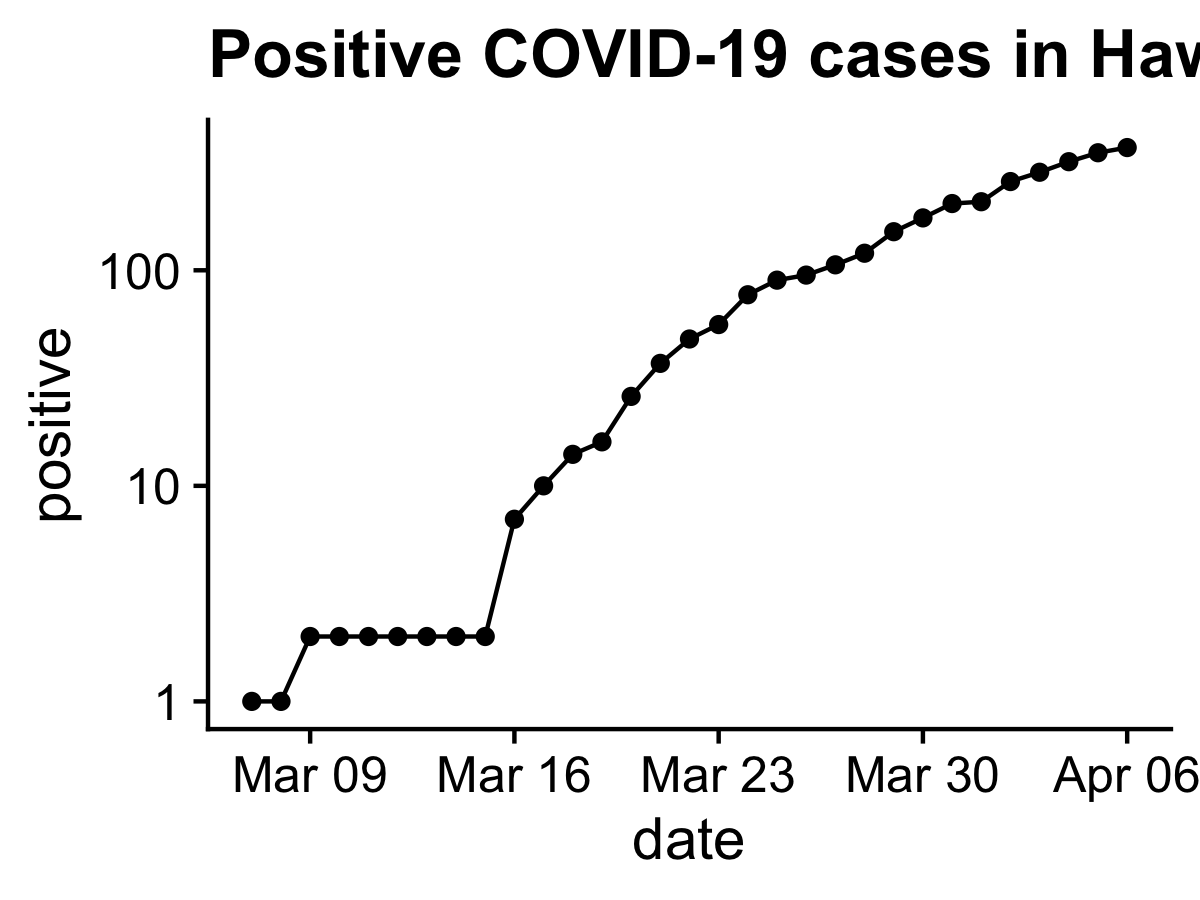 Positive COVID-19 cases in Haw
100
10
1
positive
Mar 09 Mar 16 Mar 23 Mar 30 Apr 06
date